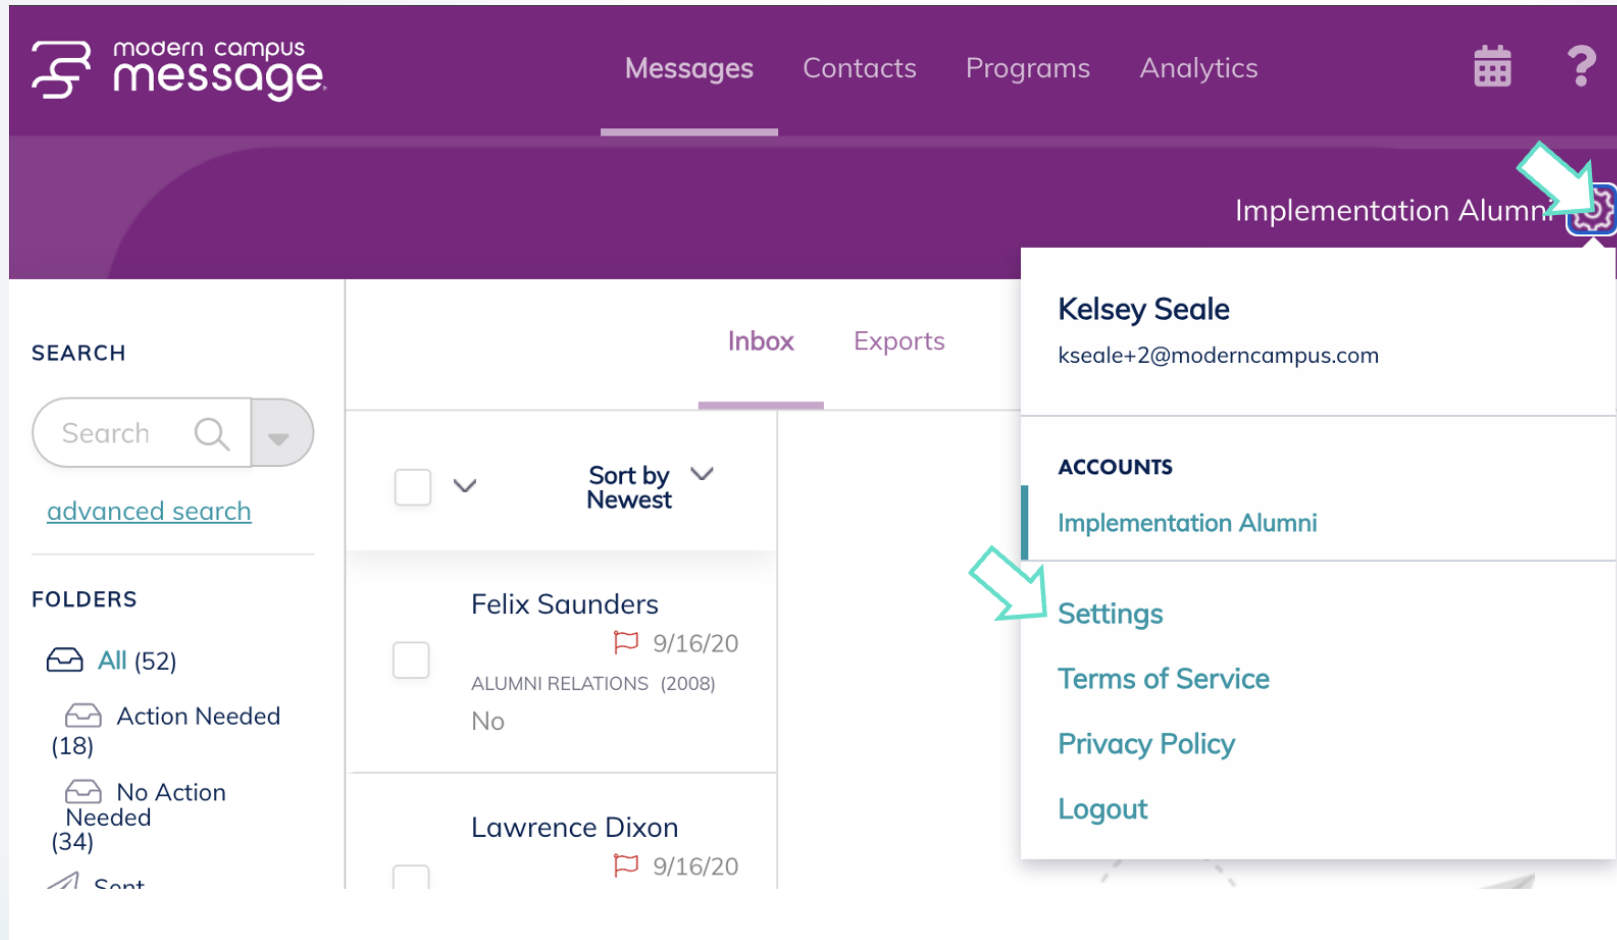 modern campus
message
Messages
Contacts
Programs
Analytics
?
Implementation Alumni
Kelsey Seale
kseale+2@moderncampus.com
ACCOUNTS
Implementation Alumni
Settings
Terms of Service
Privacy Policy
Logout
SEARCH
Search
advanced search
FOLDERS
All (52)
Action Needed
(18)
No Action
Needed
(34)
Sent
Inbox
Exports
Sort by
Newest
Felix Saunders
9/16/20
ALUMNI RELATIONS (2008)
No
Lawrence Dixon
9/16/20